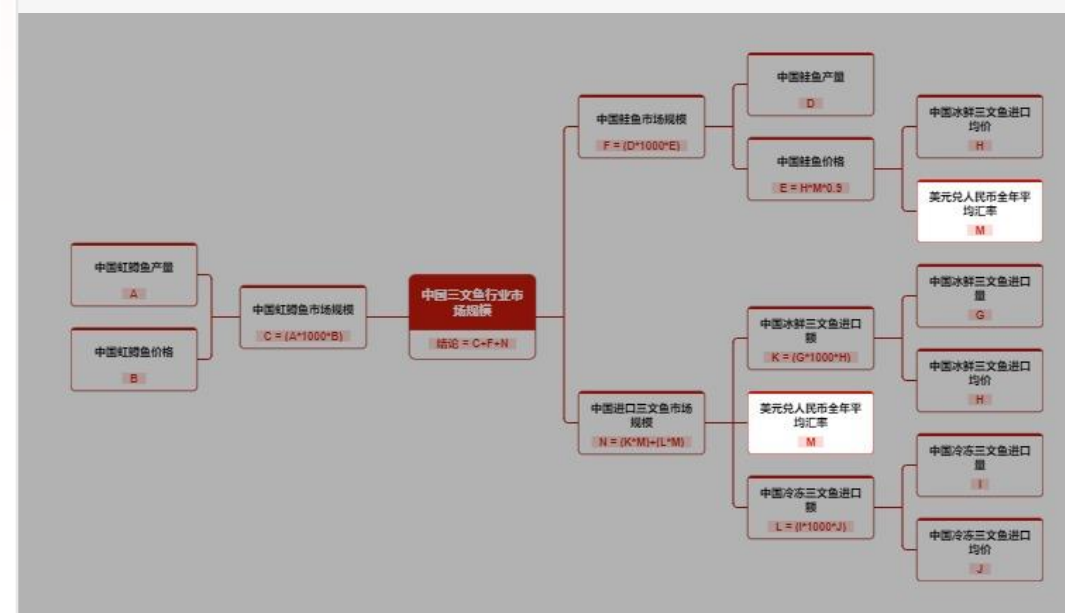 中国鲑鱼产量
D
中国鲑鱼市场规模
F = (D*1000*E)
中国冰鲜三文鱼进口
均价
H
中国鲑鱼价格
E = H*M*0.9
美元兑人民币全年平
均汇率
M
中国虹鳟鱼产量
A
中国虹鳟鱼市场规模
C = (A*1000*B)
中国虹鳟鱼价格
B
中国三文鱼行业市
场规模
结论 = C+F+N
中国冰鲜三文鱼进口
量
G
中国冰鲜三文鱼进口
额
K = (G*1000*H)
中国冰鲜三文鱼进口
均价
H
中国进口三文鱼市场
规模
N = (K*M)+(L*M)
美元兑人民币全年平
均汇率
M
中国冷冻三文鱼进口
量
I
中国冷冻三文鱼进口
额
L = (I*1000*J)
中国冷冻三文鱼进口
均价
J